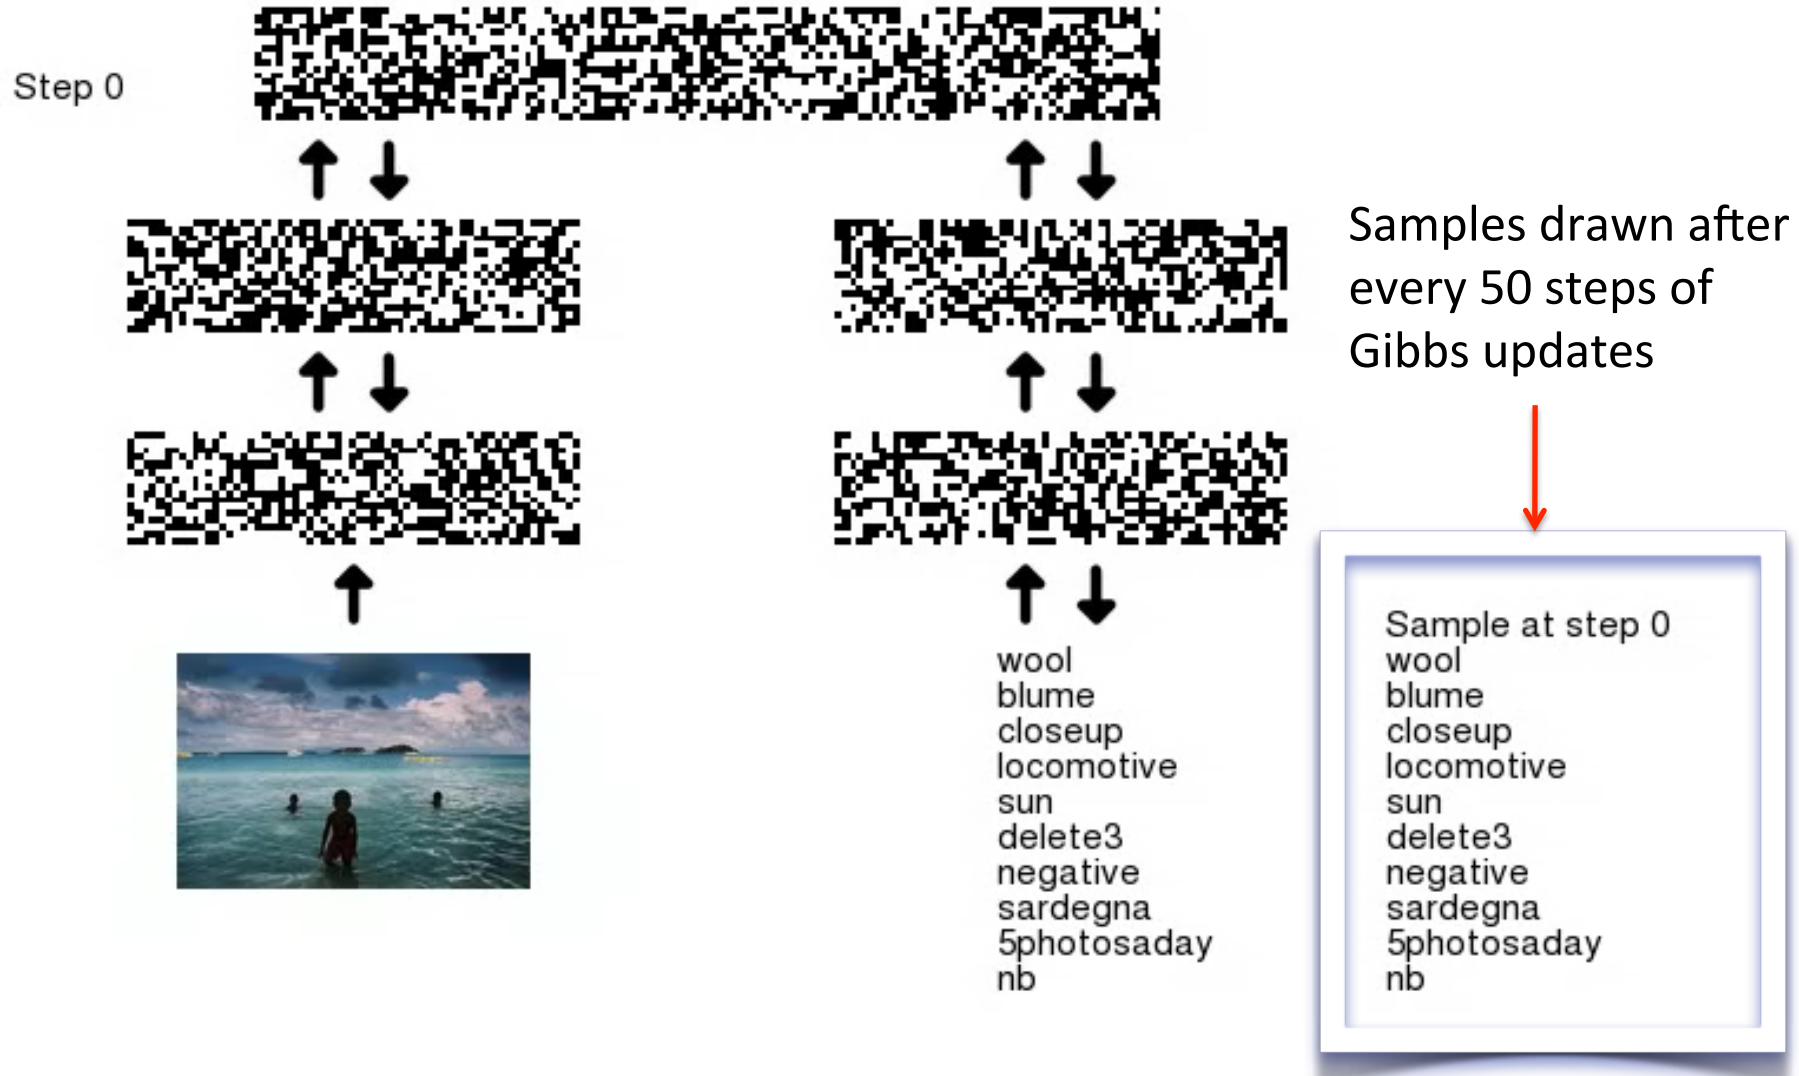 Step 0
Samples drawn after
every 50 steps of
Gibbs updates
wool
blume
closeup
locomotive
sun
delete3
negative
sardegna
5photosaday
nb
Sample at step 0
wool
blume
closeup
locomotive
sun
delete3
negative
sardegna
5photosaday
nb